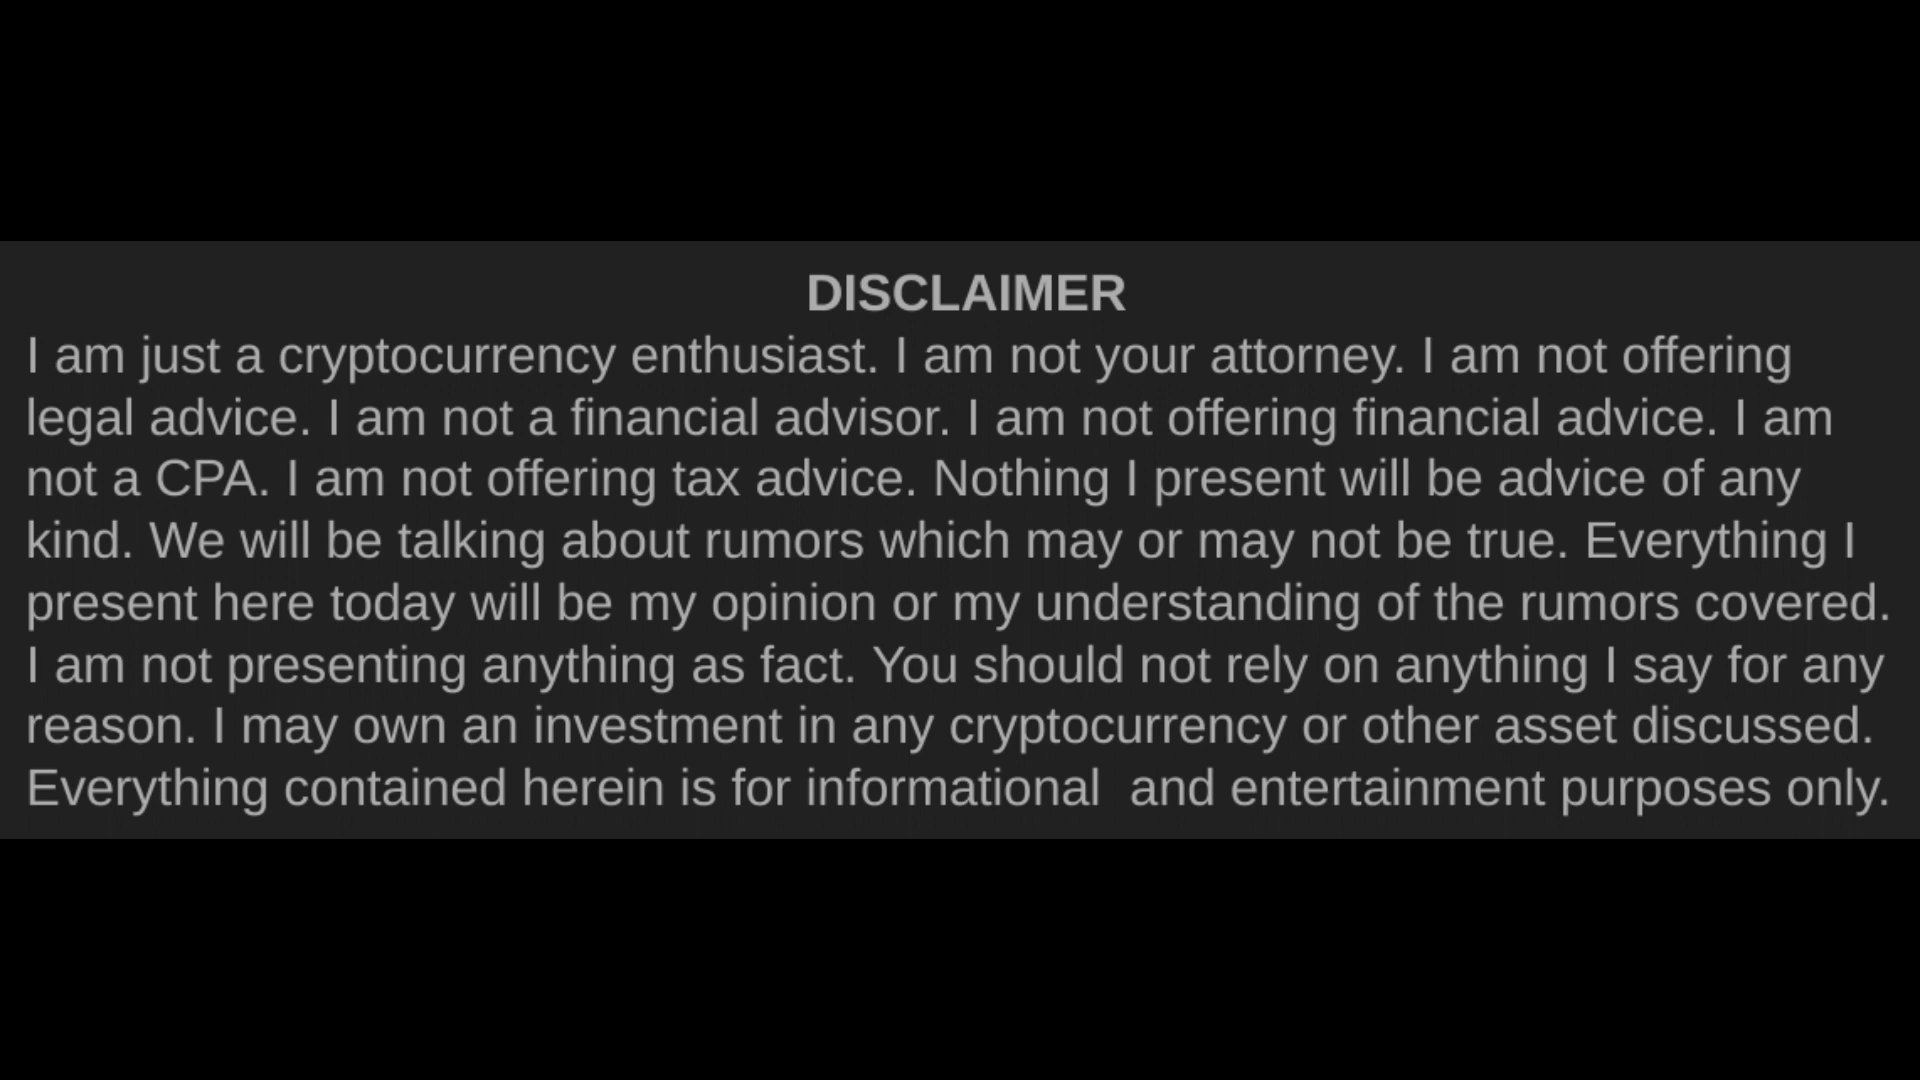 DISCLAIMER
I am just a cryptocurrency enthusiast. I am not your attorney. I am not offering
legal advice. I am not a financial advisor. I am not offering financial advice. I am
not a CPA. I am not offering tax advice. Nothing I present will be advice of any
kind. We will be talking about rumors which may or may not be true. Everything I
present here today will be my opinion or my understanding of the rumors covered.
I am not presenting anything as fact. You should not rely on anything I say for any
reason. I may own an investment in any cryptocurrency or other asset discussed.
Everything contained herein is for informational  and entertainment purposes only.